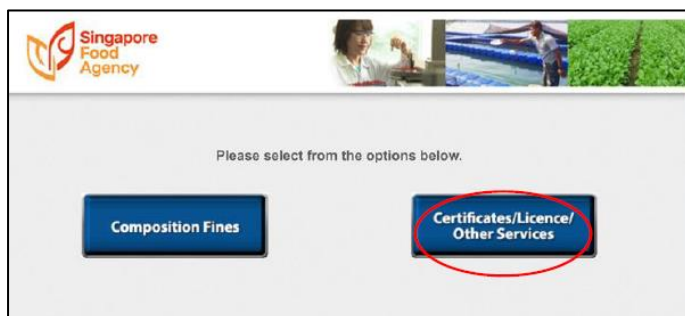 Singapore
Food
Agency
Please select from the options below.
Composition Fines
Certificates/Licence/
Other Services